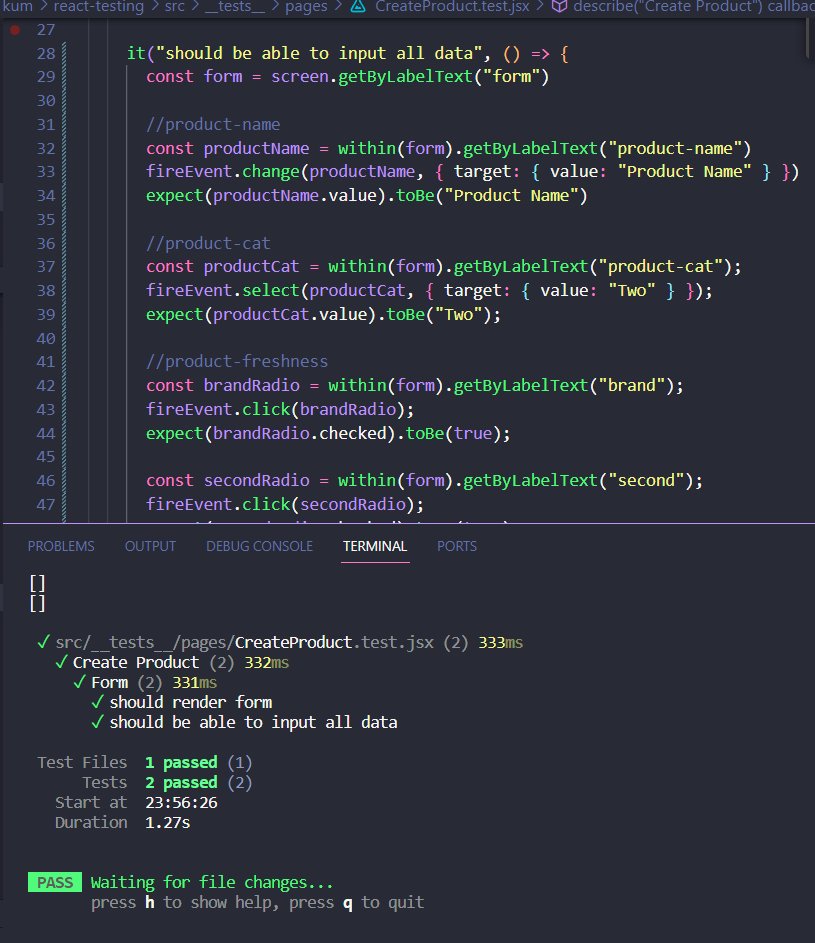 kum > react-testing > src > __tests__ > pages > CreateProduct.test.jsx > describe("Create Product") callbac
27
28 it("should be able to input all data", () => {
29 const form = screen.getByLabelText("form")
30
31 //product-name
32 const productName = within(form).getByLabelText("product-name")
33 fireEvent.change(productName, { target: { value: "Product Name" } })
34 expect(productName.value).toBe("Product Name")
35
36 //product-cat
37 const productCat = within(form).getByLabelText("product-cat");
38 fireEvent.select(productCat, { target: { value: "Two" } });
39 expect(productCat.value).toBe("Two");
40
41 //product-freshness
42 const brandRadio = within(form).getByLabelText("brand");
43 fireEvent.click(brandRadio);
44 expect(brandRadio.checked).toBe(true);
45
46 const secondRadio = within(form).getByLabelText("second");
47 fireEvent.click(secondRadio);
PROBLEMS OUTPUT DEBUG CONSOLE TERMINAL PORTS
[]
[]
✓ src/__tests__/pages/CreateProduct.test.jsx (2) 333ms
✓ Create Product (2) 332ms
✓ Form (2) 331ms
✓ should render form
✓ should be able to input all data
Test Files 1 passed (1)
Tests 2 passed (2)
Start at 23:56:26
Duration 1.27s
PASS Waiting for file changes...
press h to show help, press q to quit